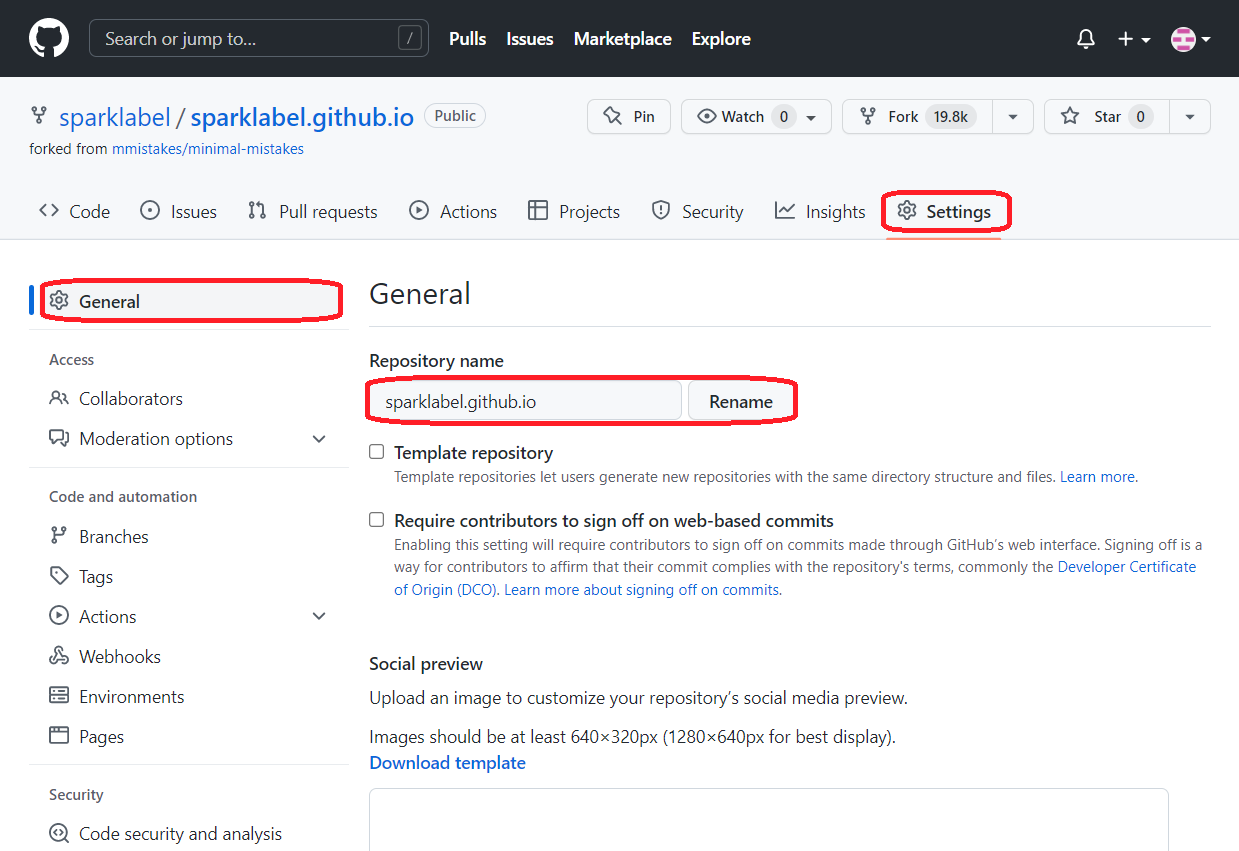 Search or jump to... /
Pulls Issues Marketplace Explore
sparklabel / sparklabel.github.io Public
Pin Watch 0 Fork 19.8k Star 0
forked from mmistakes/minimal-mistakes
Code Issues Pull requests Actions Projects Security Insights Settings
General
Access
Collaborators
Moderation options
Code and automation
Branches
Tags
Actions
Webhooks
Environments
Pages
Security
Code security and analysis
General
Repository name
sparklabel.github.io Rename
Template repository
Template repositories let users generate new repositories with the same directory structure and files. Learn more.
Require contributors to sign off on web-based commits
Enabling this setting will require contributors to sign off on commits made through GitHub's web interface. Signing off is a
way for contributors to affirm that their commit complies with the repository's terms, commonly the Developer Certificate
of Origin (DCO). Learn more about signing off on commits.
Social preview
Upload an image to customize your repository's social media preview.
Images should be at least 640×320px (1280×640px for best display).
Download template